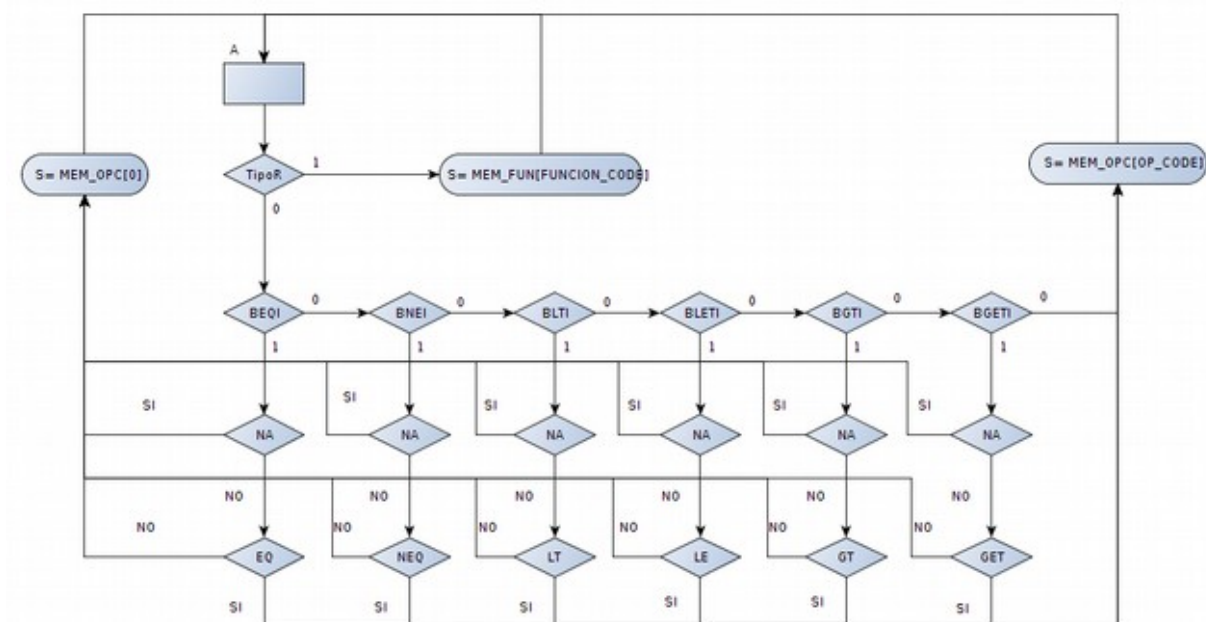 A
S= MEM_OPC[0]
TipoR
1
S= MEM_FUN[FUNCION_CODE]
S= MEM_OPC[OP_CODE]
0
BEQI
0
BNEI
0
BLTI
0
BLETI
0
BGTI
0
BGETI
0
1
1
1
1
1
1
SI
SI
SI
SI
SI
SI
NA
NA
NA
NA
NA
NA
NO
NO
NO
NO
NO
NO
NO
NO
NO
NO
NO
NO
EQ
NEQ
LT
LE
GT
GET
SI
SI
SI
SI
SI
SI